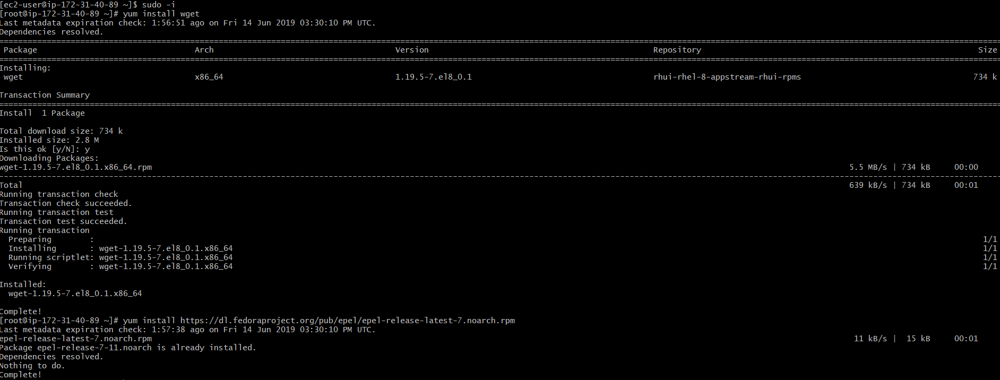 [ec2-user@ip-172-31-40-89 ~]$ sudo -i
[root@ip-172-31-40-89 ~]# yum install wget
Last metadata expiration check: 1:56:51 ago on Fri 14 Jun 2019 03:30:10 PM UTC.
Dependencies resolved.
Package Arch Version Repository Size
Installing:
wget x86_64 1.19.5-7.el8_0.1 rhui-rhel-8-appstream-rhui-rpms 734 k
Transaction Summary
Install 1 Package
Total download size: 734 k
Installed size: 2.8 M
Is this ok [y/N]: y
Downloading Packages:
wget-1.19.5-7.el8_0.1.x86_64.rpm 5.5 MB/s | 734 kB 00:00
Total 639 kB/s | 734 kB 00:01
Running transaction check
Transaction check succeeded.
Running transaction test
Transaction test succeeded.
Running transaction
Preparing : 1/1
Installing : wget-1.19.5-7.el8_0.1.x86_64 1/1
Running scriptlet: wget-1.19.5-7.el8_0.1.x86_64 1/1
Verifying : wget-1.19.5-7.el8_0.1.x86_64 1/1
Installed:
wget-1.19.5-7.el8_0.1.x86_64
Complete!
[root@ip-172-31-40-89 ~]# yum install https://dl.fedoraproject.org/pub/epel/epel-release-latest-7.noarch.rpm
Last metadata expiration check: 1:57:38 ago on Fri 14 Jun 2019 03:30:10 PM UTC.
epel-release-latest-7.noarch.rpm 11 kB/s | 15 kB 00:01
Package epel-release-7-11.noarch is already installed.
Dependencies resolved.
Nothing to do.
Complete!